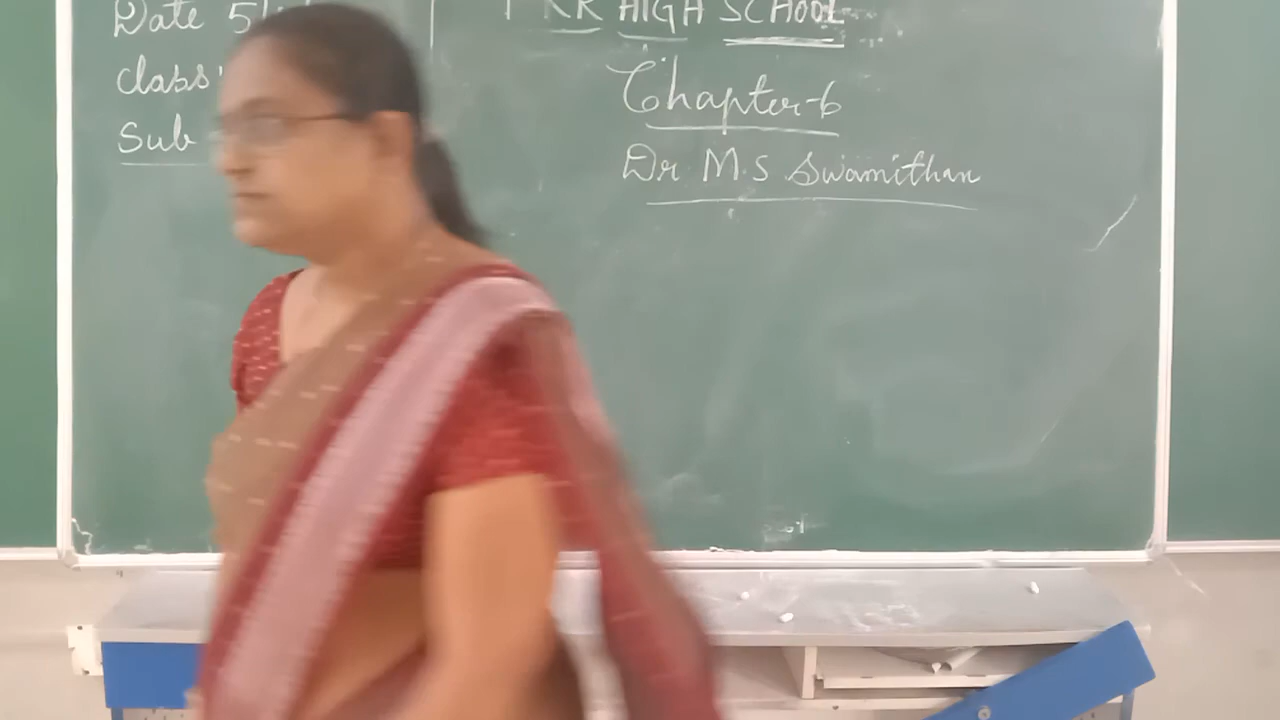 Date 5
HIGH SCHOOL
Class
Sub
Chapter-6
Dr M.S Swamithan